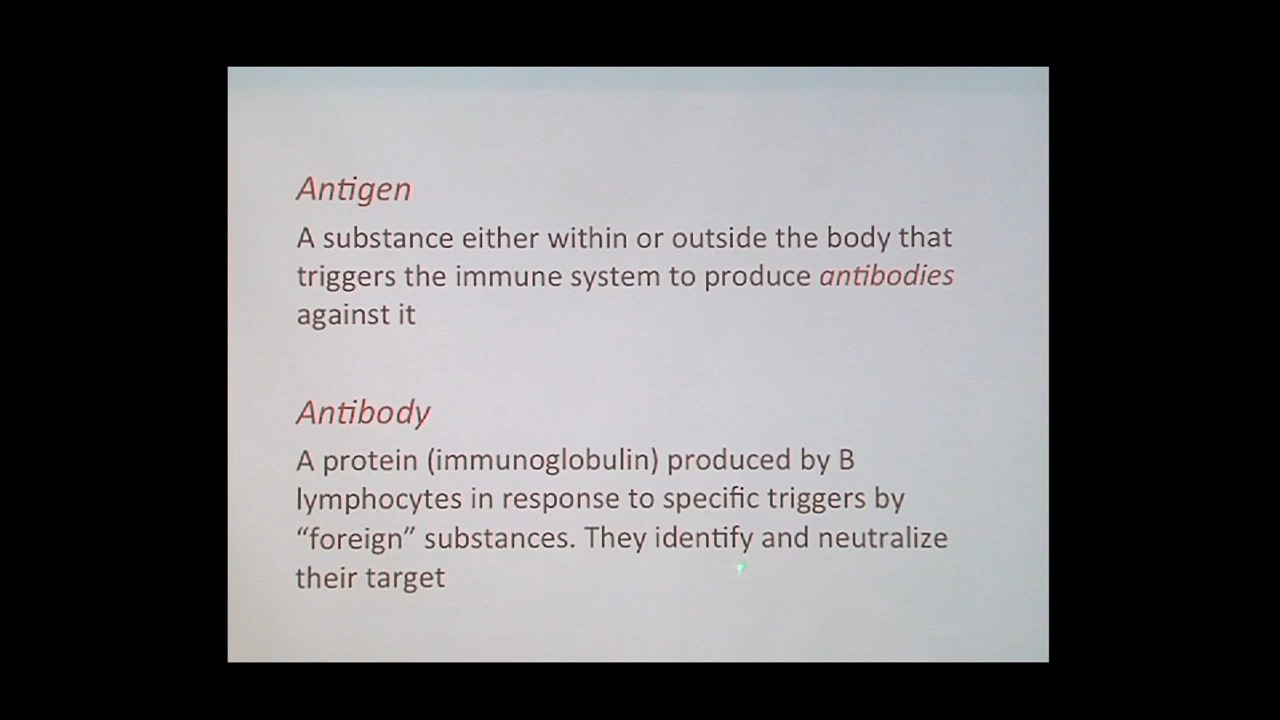 Antigen
A substance either within or outside the body that
triggers the immune system to produce antibodies
against it
Antibody
A protein (immunoglobulin) produced by B
lymphocytes in response to specific triggers by
“foreign” substances. They identify and neutralize
their target